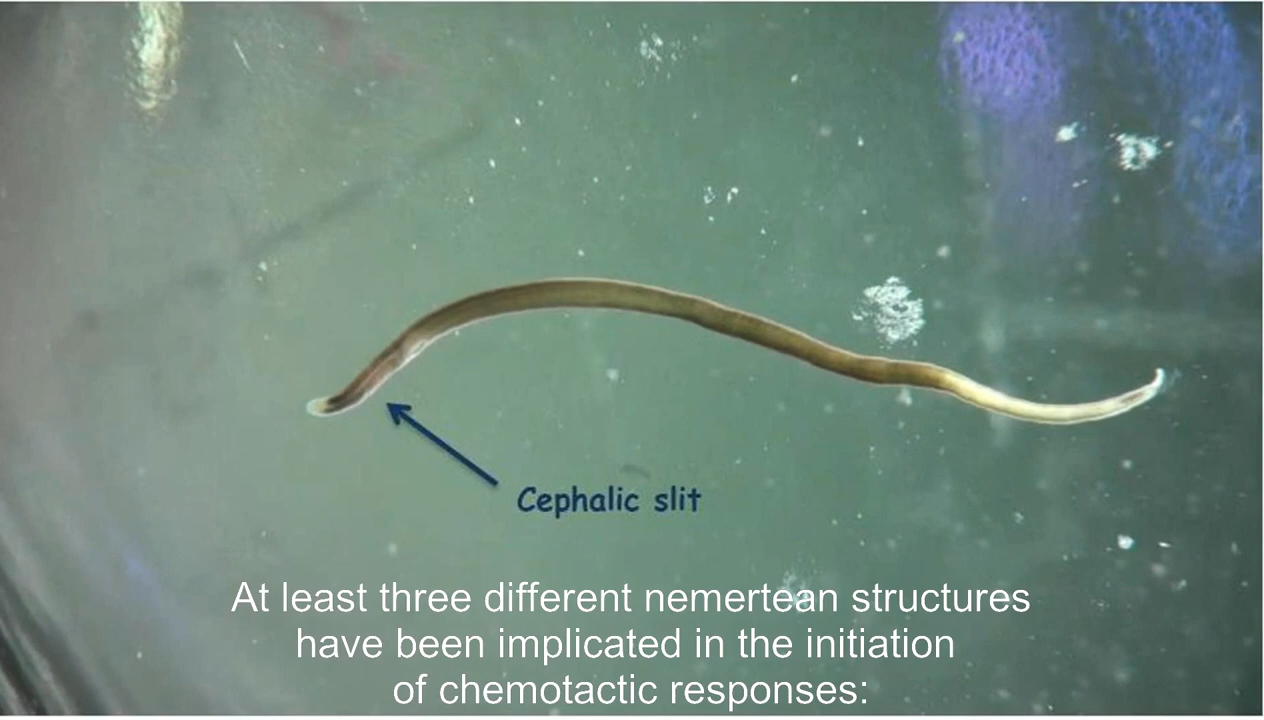 Cephalic slit
At least three different nemertean structures
have been implicated in the initiation
of chemotactic responses: